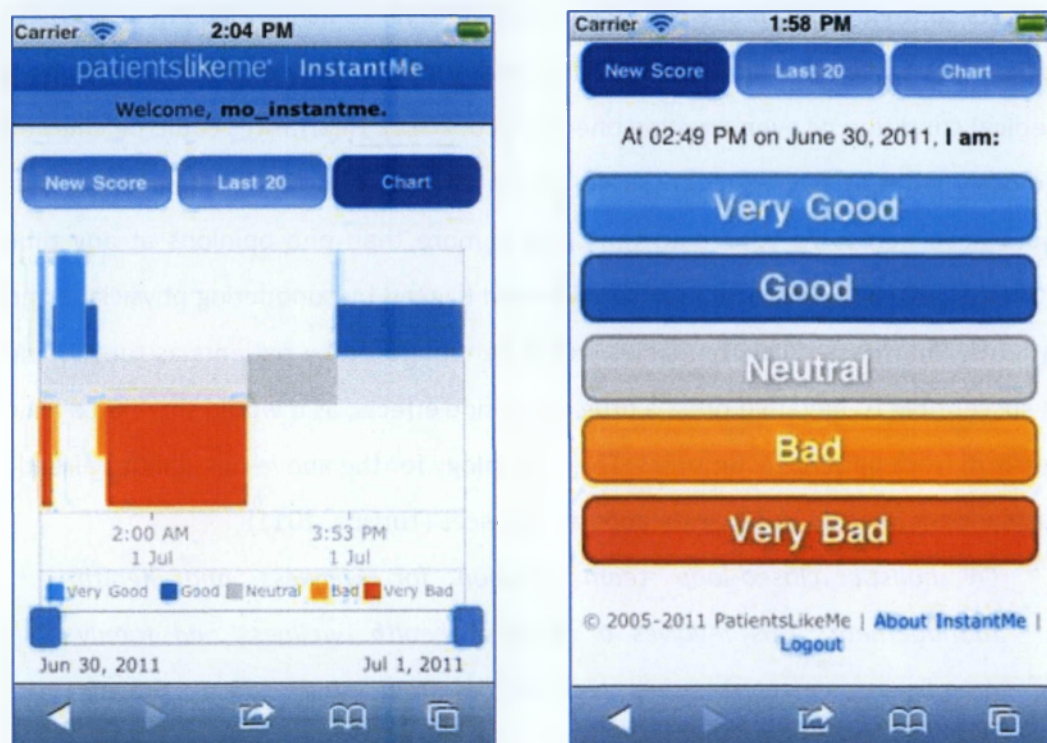 Carrier 2:04 PM
patientslikeme® | InstantMe
Welcome, mo_instantme.
New Score Last 20 Chart
2:00 AM 3:53 PM
1 Jul 1 Jul
Very Good Good Neutral Bad Very Bad
Jun 30, 2011 Jul 1, 2011
Carrier 1:58 PM
New Score Last 20 Chart
At 02:49 PM on June 30, 2011, I am:
Very Good
Good
Neutral
Bad
Very Bad
© 2005-2011 PatientsLikeMe | About InstantMe |
Logout